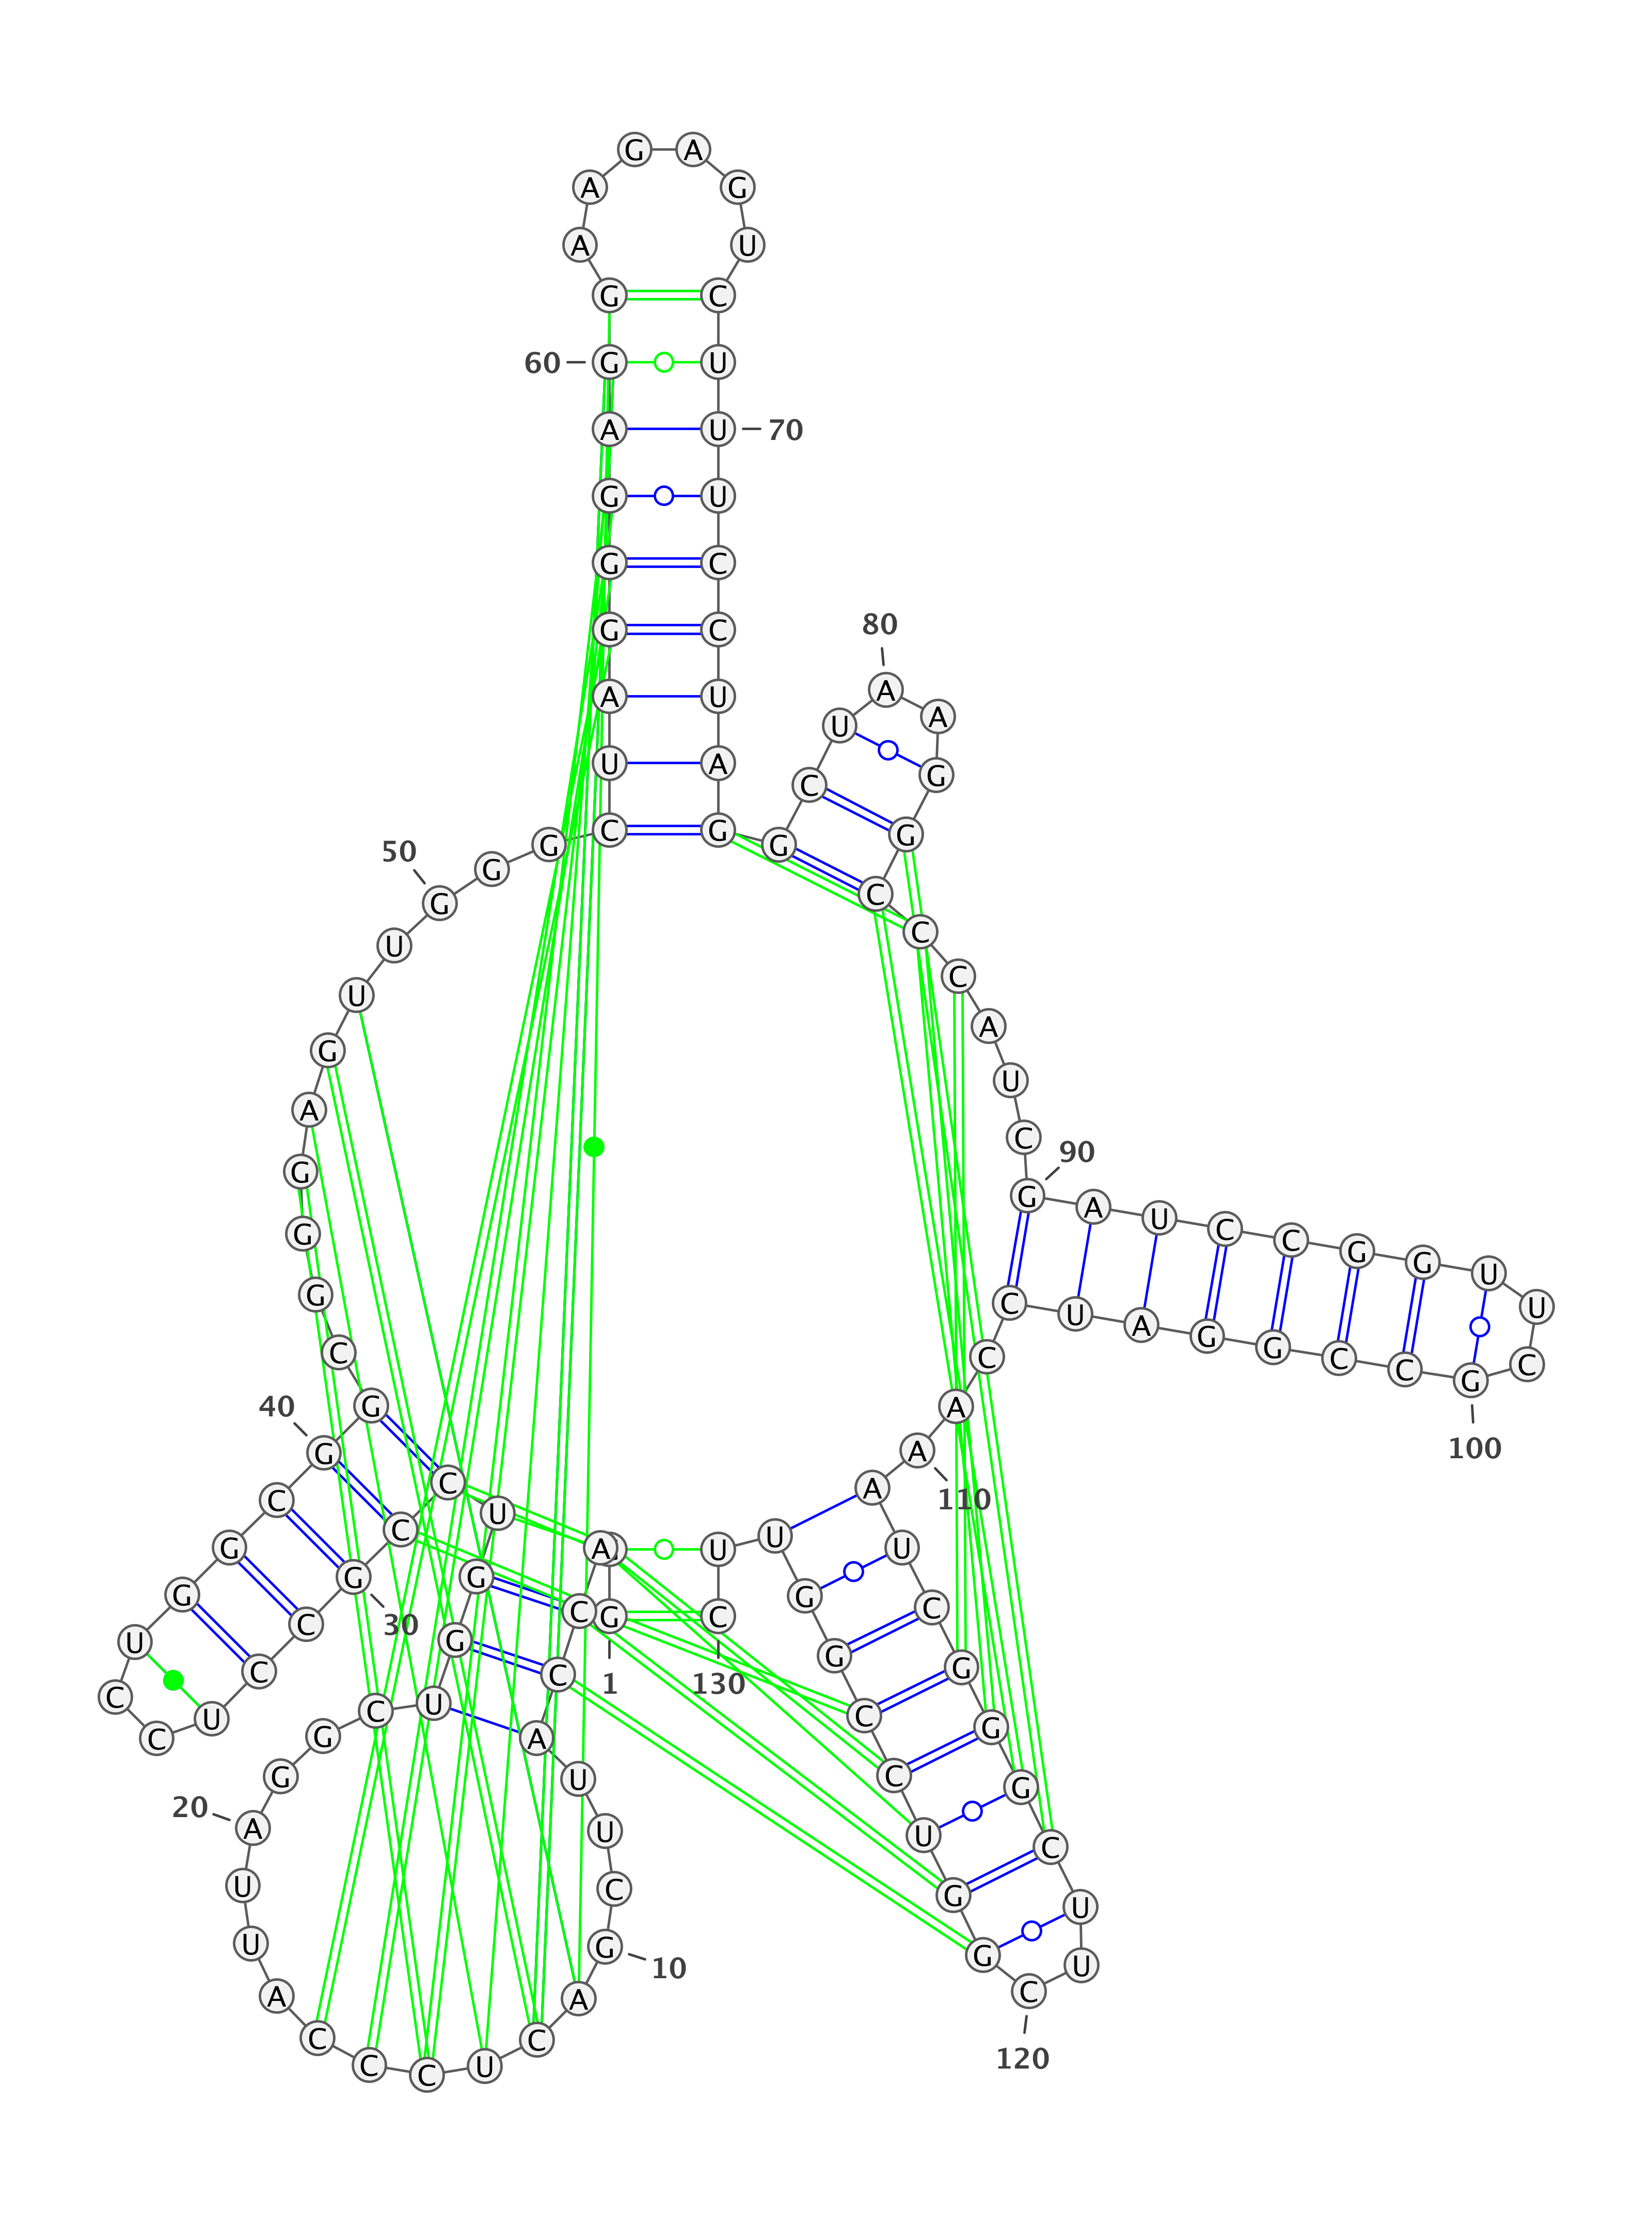 G A
A G
A U
G C
60 G U
A U 70
G U
G C
80
G C
A
A U A
U
U A G
C
C G G
50 G G
G C
G C
U C
U A
G U
A C
90
G G A U C C G G U
G U
G C U A G G C C G C
C C
40 G G A
G A 100
C C A 110
U
G C A U U U
G G
G G C G C C
C 30
U G G
C C G
1 130
C C U C
U
C G A G
G U C G
20 A U U C
U C G U
U G 10 G
A A C U
C C 120
C C U